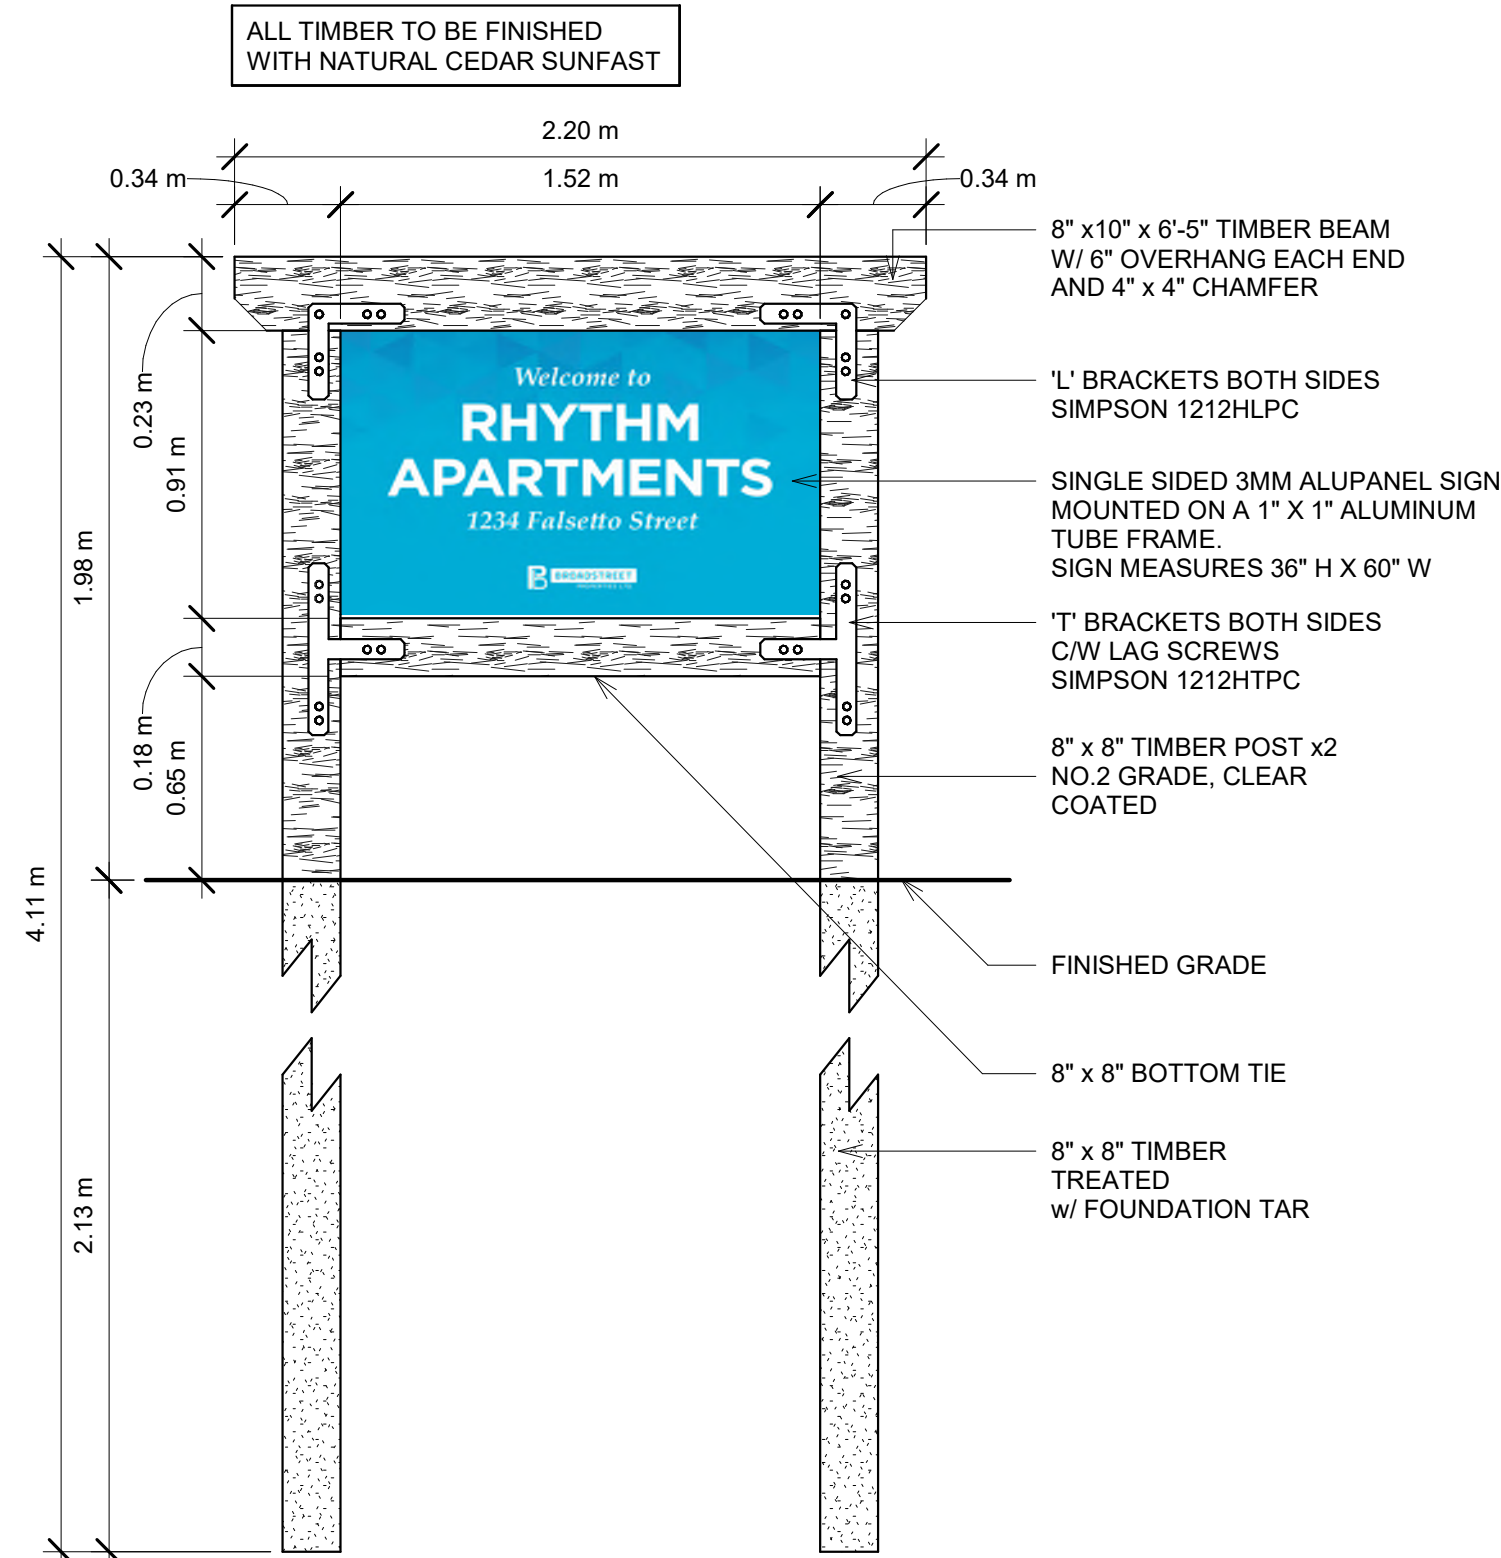 ALL TIMBER TO BE FINISHED
WITH NATURAL CEDAR SUNFAST
2.20 m
0.34 m
1.52 m
0.34 m
8" x10" x 6'-5" TIMBER BEAM
W/ 6" OVERHANG EACH END
AND 4" x 4" CHAMFER
0.23 m
'L' BRACKETS BOTH SIDES
SIMPSON 1212HLPC
Welcome to
RHYTHM
APARTMENTS
1234 Falsetto Street
BROADSTREET
PROPERTIES LTD
0.91 m
1.98 m
SINGLE SIDED 3MM ALUPANEL SIGN
MOUNTED ON A 1" X 1" ALUMINUM
TUBE FRAME.
SIGN MEASURES 36" H X 60" W
'T' BRACKETS BOTH SIDES
C/W LAG SCREWS
SIMPSON 1212HTPC
0.18 m
0.65 m
8" x 8" TIMBER POST x2
NO.2 GRADE, CLEAR
COATED
4.11 m
FINISHED GRADE
8" x 8" BOTTOM TIE
2.13 m
8" x 8" TIMBER
TREATED
w/ FOUNDATION TAR